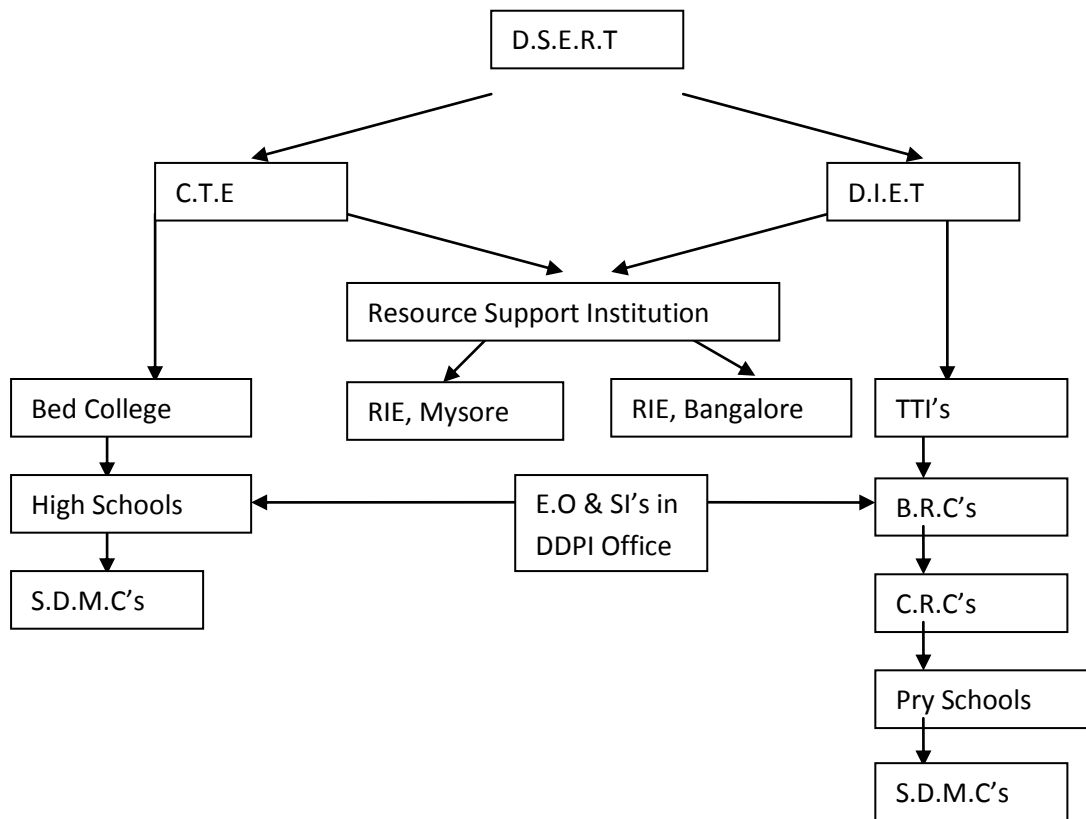 D.S.E.R.T
C.T.E
D.I.E.T
Resource Support Institution
Bed College
RIE, Mysore
RIE, Bangalore
TTI’s
High Schools
E.O & SI’s in
DDPI Office
B.R.C’s
S.D.M.C’s
C.R.C’s
Pry Schools
S.D.M.C’s